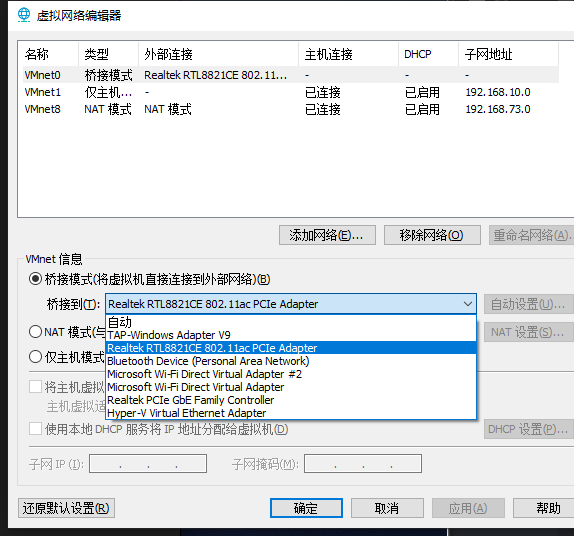 虚拟网络编辑器
名称 类型 外部连接 主机连接 DHCP 子网地址
VMnet0 桥接模式 Realtek RTL8821CE 802.11... - - -
VMnet1 仅主机... - 已连接 已启用 192.168.10.0
VMnet8 NAT 模式 NAT 模式 已连接 已启用 192.168.73.0
添加网络(E)... 移除网络(O) 重命名网络(A)...
VMnet 信息
桥接模式(将虚拟机直接连接到外部网络)(B)
桥接到(T): Realtek RTL8821CE 802.11ac PCIe Adapter 自动设置(U)...
自动
TAP-Windows Adapter V9
NAT 模式(与 NAT 设置(S)...
Realtek RTL8821CE 802.11ac PCIe Adapter
仅主机模式 Bluetooth Device (Personal Area Network)
Microsoft Wi-Fi Direct Virtual Adapter #2
将主机虚拟 Microsoft Wi-Fi Direct Virtual Adapter
Realtek PCIe GbE Family Controller
主机虚拟适
Hyper-V Virtual Ethernet Adapter
使用本地 DHCP 服务将 IP 地址分配给虚拟机(D) DHCP 设置(P)...
子网 IP (I): . . . 子网掩码(M): . . .
还原默认设置(R) 确定 取消 应用(A) 帮助